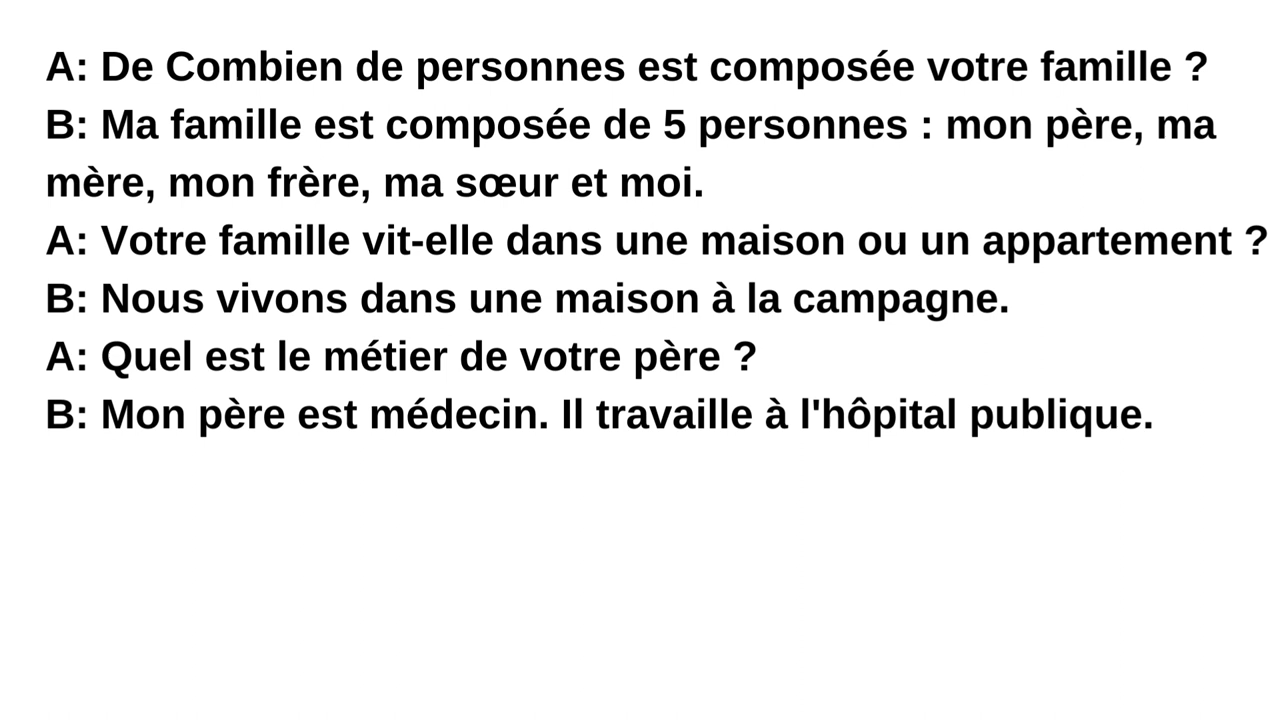 A: De Combien de personnes est composée votre famille ?
B: Ma famille est composée de 5 personnes : mon père, ma
mère, mon frère, ma sœur et moi.
A: Votre famille vit-elle dans une maison ou un appartement ?
B: Nous vivons dans une maison à la campagne.
A: Quel est le métier de votre père ?
B: Mon père est médecin. Il travaille à l'hôpital publique.